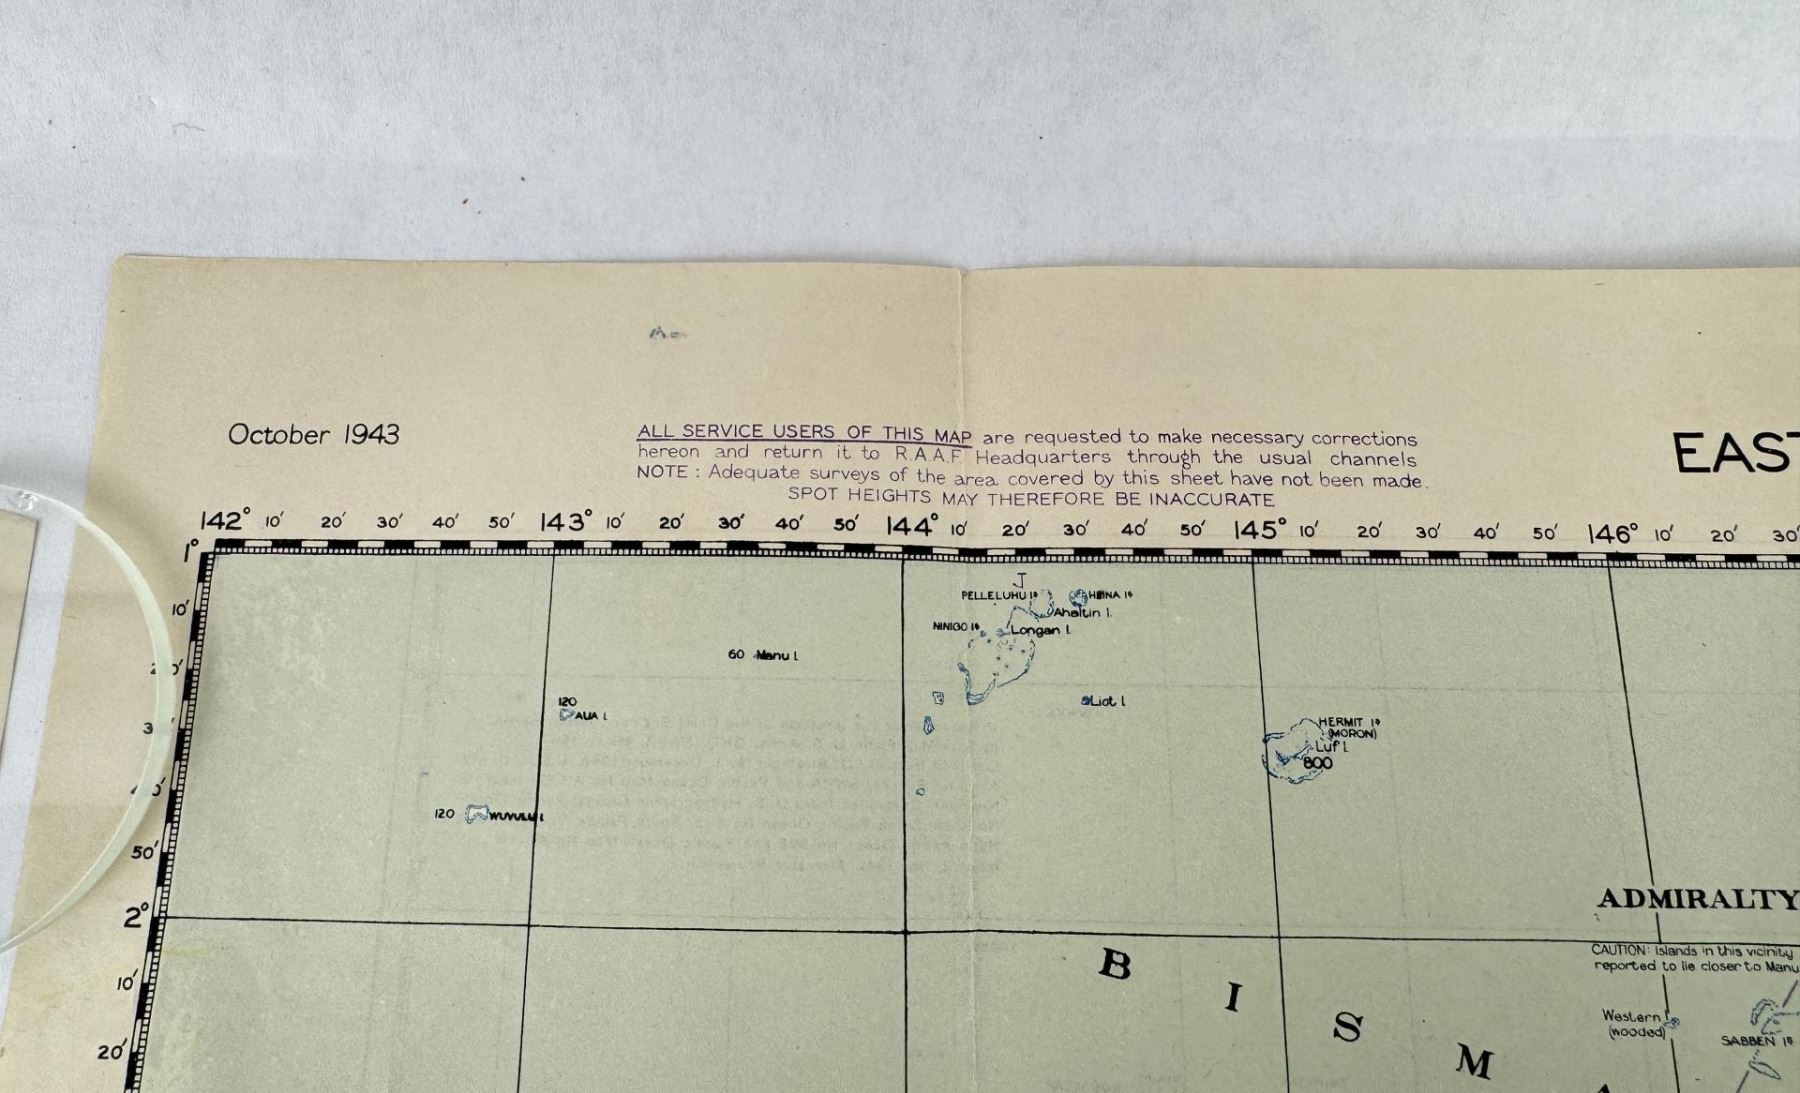 October 1943
ALL SERVICE USERS OF THIS MAP are requested to make necessary corrections
hereon and return it to R.A.A.F. Headquarters through the usual channels
NOTE : Adequate surveys of the area covered by this sheet have not been made.
SPOT HEIGHTS MAY THEREFORE BE INACCURATE
EAST
142° 10′ 20′ 30′ 40′ 50′ 143° 10′ 20′ 30′ 40′ 50′ 144° 10′ 20′ 30′ 40′ 50′ 145° 10′ 20′ 30′ 40′ 50′ 146° 10′ 20′ 30′
1°
J
PELLELUHU Iˢ
HEINA Iˢ
10′
Ahaltin I.
NINIGO Iˢ
Longan I.
60 Manu I.
120
AUA I.
Liot I.
HERMIT Iˢ
(MORON)
Luf I.
800
120 WUVULU I.
50′
2°
ADMIRALTY
CAUTION: Islands in this vicinity
reported to lie closer to Manu
B I S M
10′
Western I.
(wooded)
SABBEN Iˢ
20′